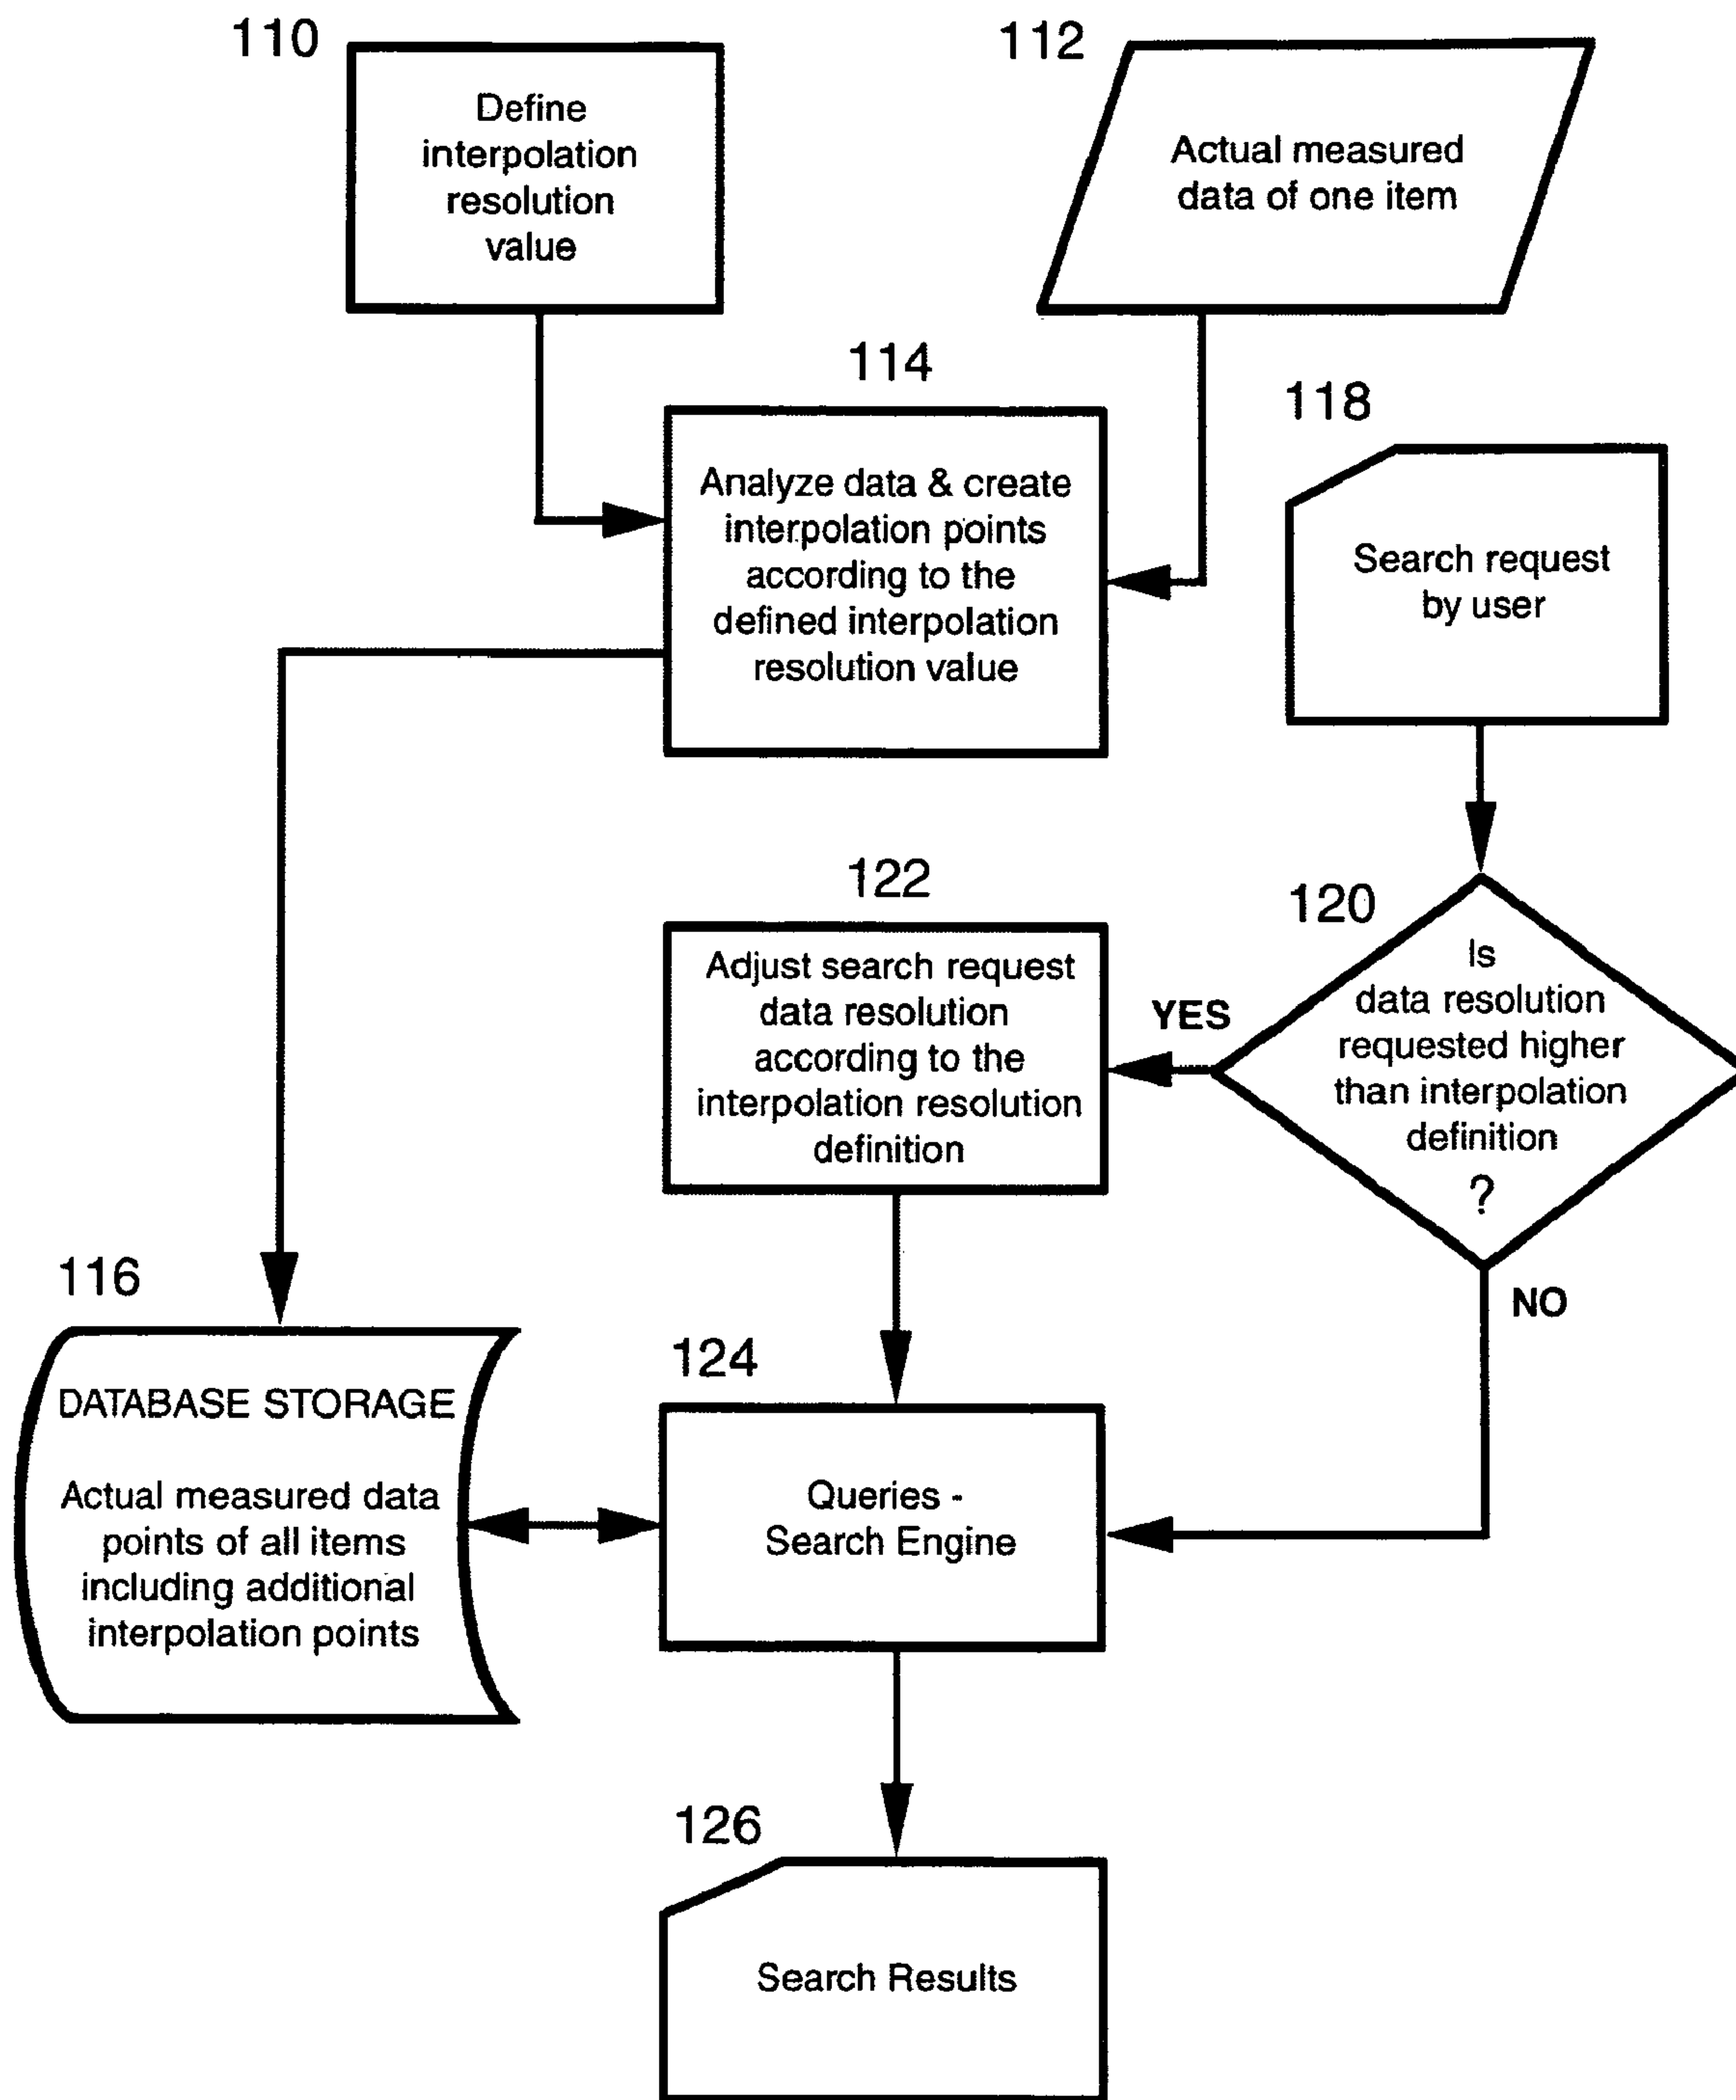 110
Define
interpolation
resolution
value
112
Actual measured
data of one item
114
Analyze data & create
interpolation points
according to the
defined interpolation
resolution value
118
Search request
by user
120
Is
data resolution
requested higher
than interpolation
definition
?
YES
NO
122
Adjust search request
data resolution
according to the
interpolation resolution
definition
116
DATABASE STORAGE
Actual measured data
points of all items
including additional
interpolation points
124
Queries -
Search Engine
126
Search Results